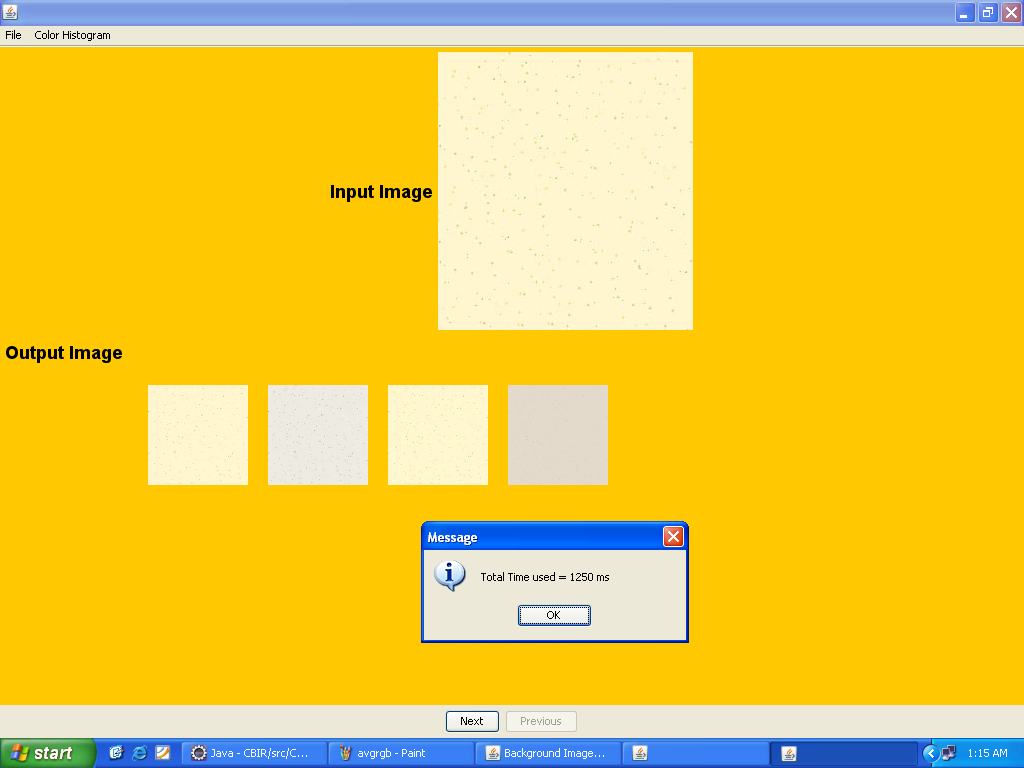 File Color Histogram
Input Image
Output Image
Message
Total Time used = 1250 ms
OK
Next Previous
start Java - CBIR/src/C... avgrgb - Paint Background Image... 1:15 AM